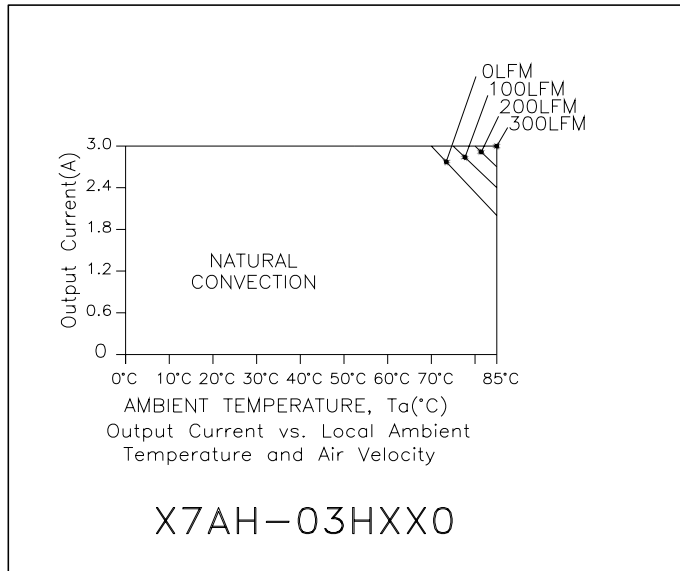 0LFM
100LFM
200LFM
300LFM
Output Current(A)
3.0
2.4
1.8
1.2
0.6
0
NATURAL
CONVECTION
0°C 10°C 20°C 30°C 40°C 50°C 60°C 70°C 85°C
AMBIENT TEMPERATURE, Ta(°C)
Output Current vs. Local Ambient
Temperature and Air Velocity
X7AH-03HXX0